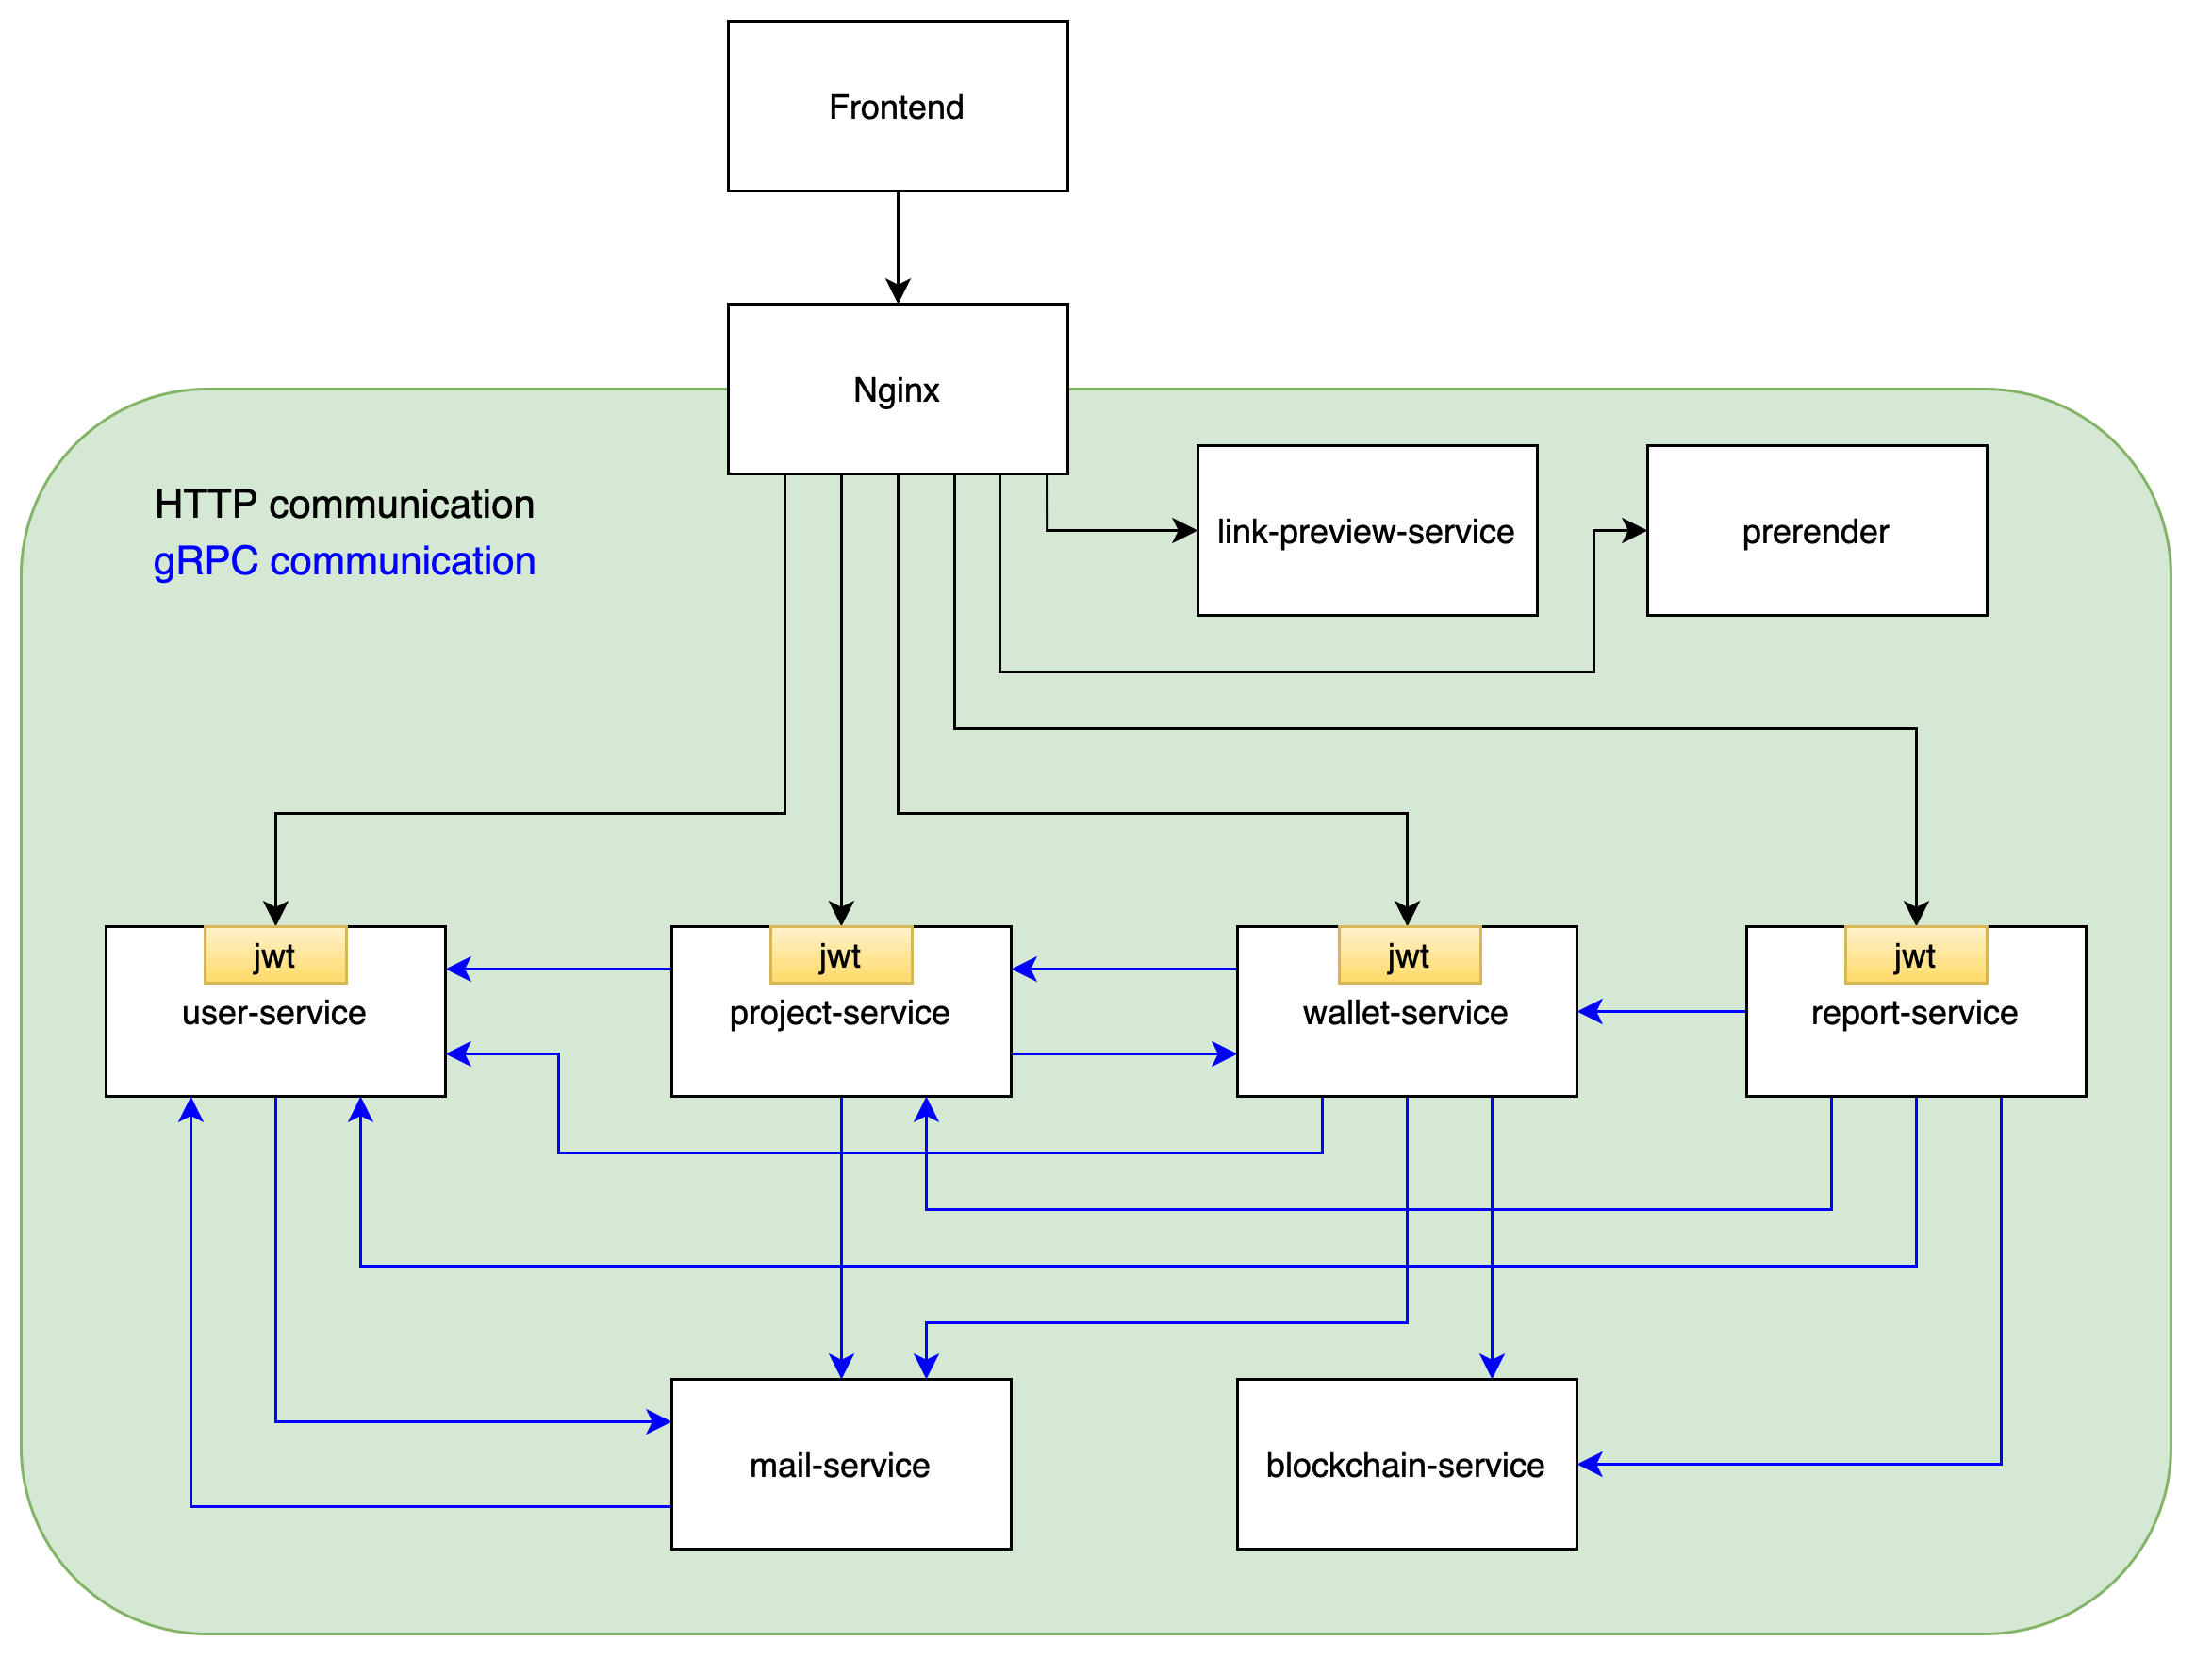 Frontend
Nginx
HTTP communication
gRPC communication
link-preview-service
prerender
jwt
user-service
jwt
project-service
jwt
wallet-service
jwt
report-service
mail-service
blockchain-service